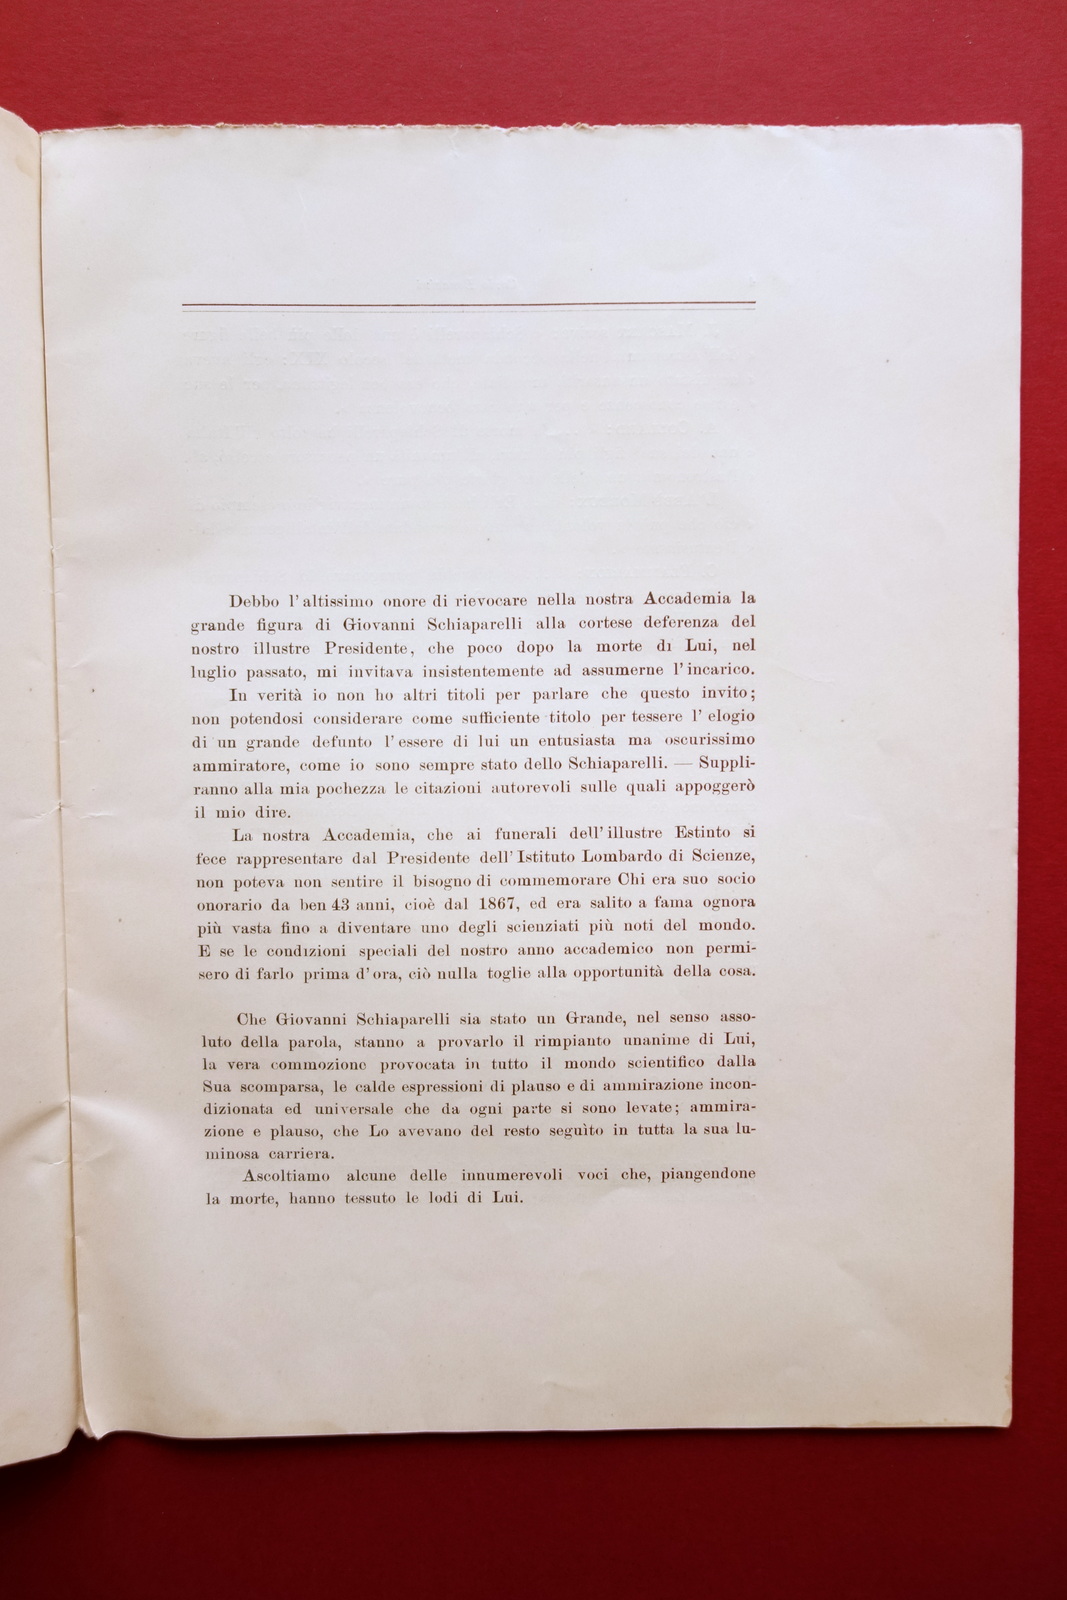 Debbo l'altissimo onore di rievocare nella nostra Accademia la
grande figura di Giovanni Schiaparelli alla cortese deferenza del
nostro illustre Presidente, che poco dopo la morte di Lui, nel
luglio passato, mi invitava insistentemente ad assumerne l'incarico.
In verità io non ho altri titoli per parlare che questo invito;
non potendosi considerare come sufficiente titolo per tessere l' elogio
di un grande defunto l'essere di lui un entusiasta ma oscurissimo
ammiratore, come io sono sempre stato dello Schiaparelli. — Suppli-
ranno alla mia pochezza le citazioni autorevoli sulle quali appoggerò
il mio dire.
La nostra Accademia, che ai funerali dell'illustre Estinto si
fece rappresentare dal Presidente dell'Istituto Lombardo di Scienze,
non poteva non sentire il bisogno di commemorare Chi era suo socio
onorario da ben 43 anni, cioè dal 1867, ed era salito a fama ognora
più vasta fino a diventare uno degli scienziati più noti del mondo.
E se le condizioni speciali del nostro anno accademico non permi-
sero di farlo prima d'ora, ciò nulla toglie alla opportunità della cosa.
Che Giovanni Schiaparelli sia stato un Grande, nel senso asso-
luto della parola, stanno a provarlo il rimpianto unanime di Lui,
la vera commozione provocata in tutto il mondo scientifico dalla
Sua scomparsa, le calde espressioni di plauso e di ammirazione incon-
dizionata ed universale che da ogni parte si sono levate; ammira-
zione e plauso, che Lo avevano del resto seguìto in tutta la sua lu-
minosa carriera.
Ascoltiamo alcune delle innumerevoli voci che, piangendone
la morte, hanno tessuto le lodi di Lui.